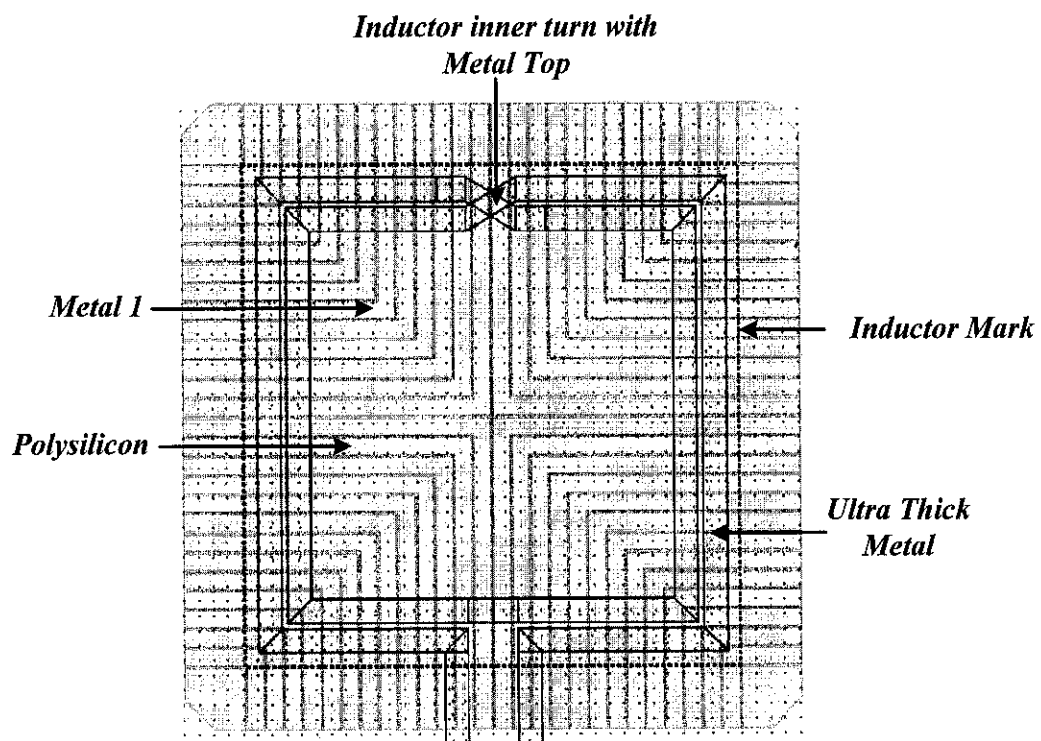 Inductor inner turn with
Metal Top
Metal 1
Inductor Mark
Polysilicon
Ultra Thick
Metal